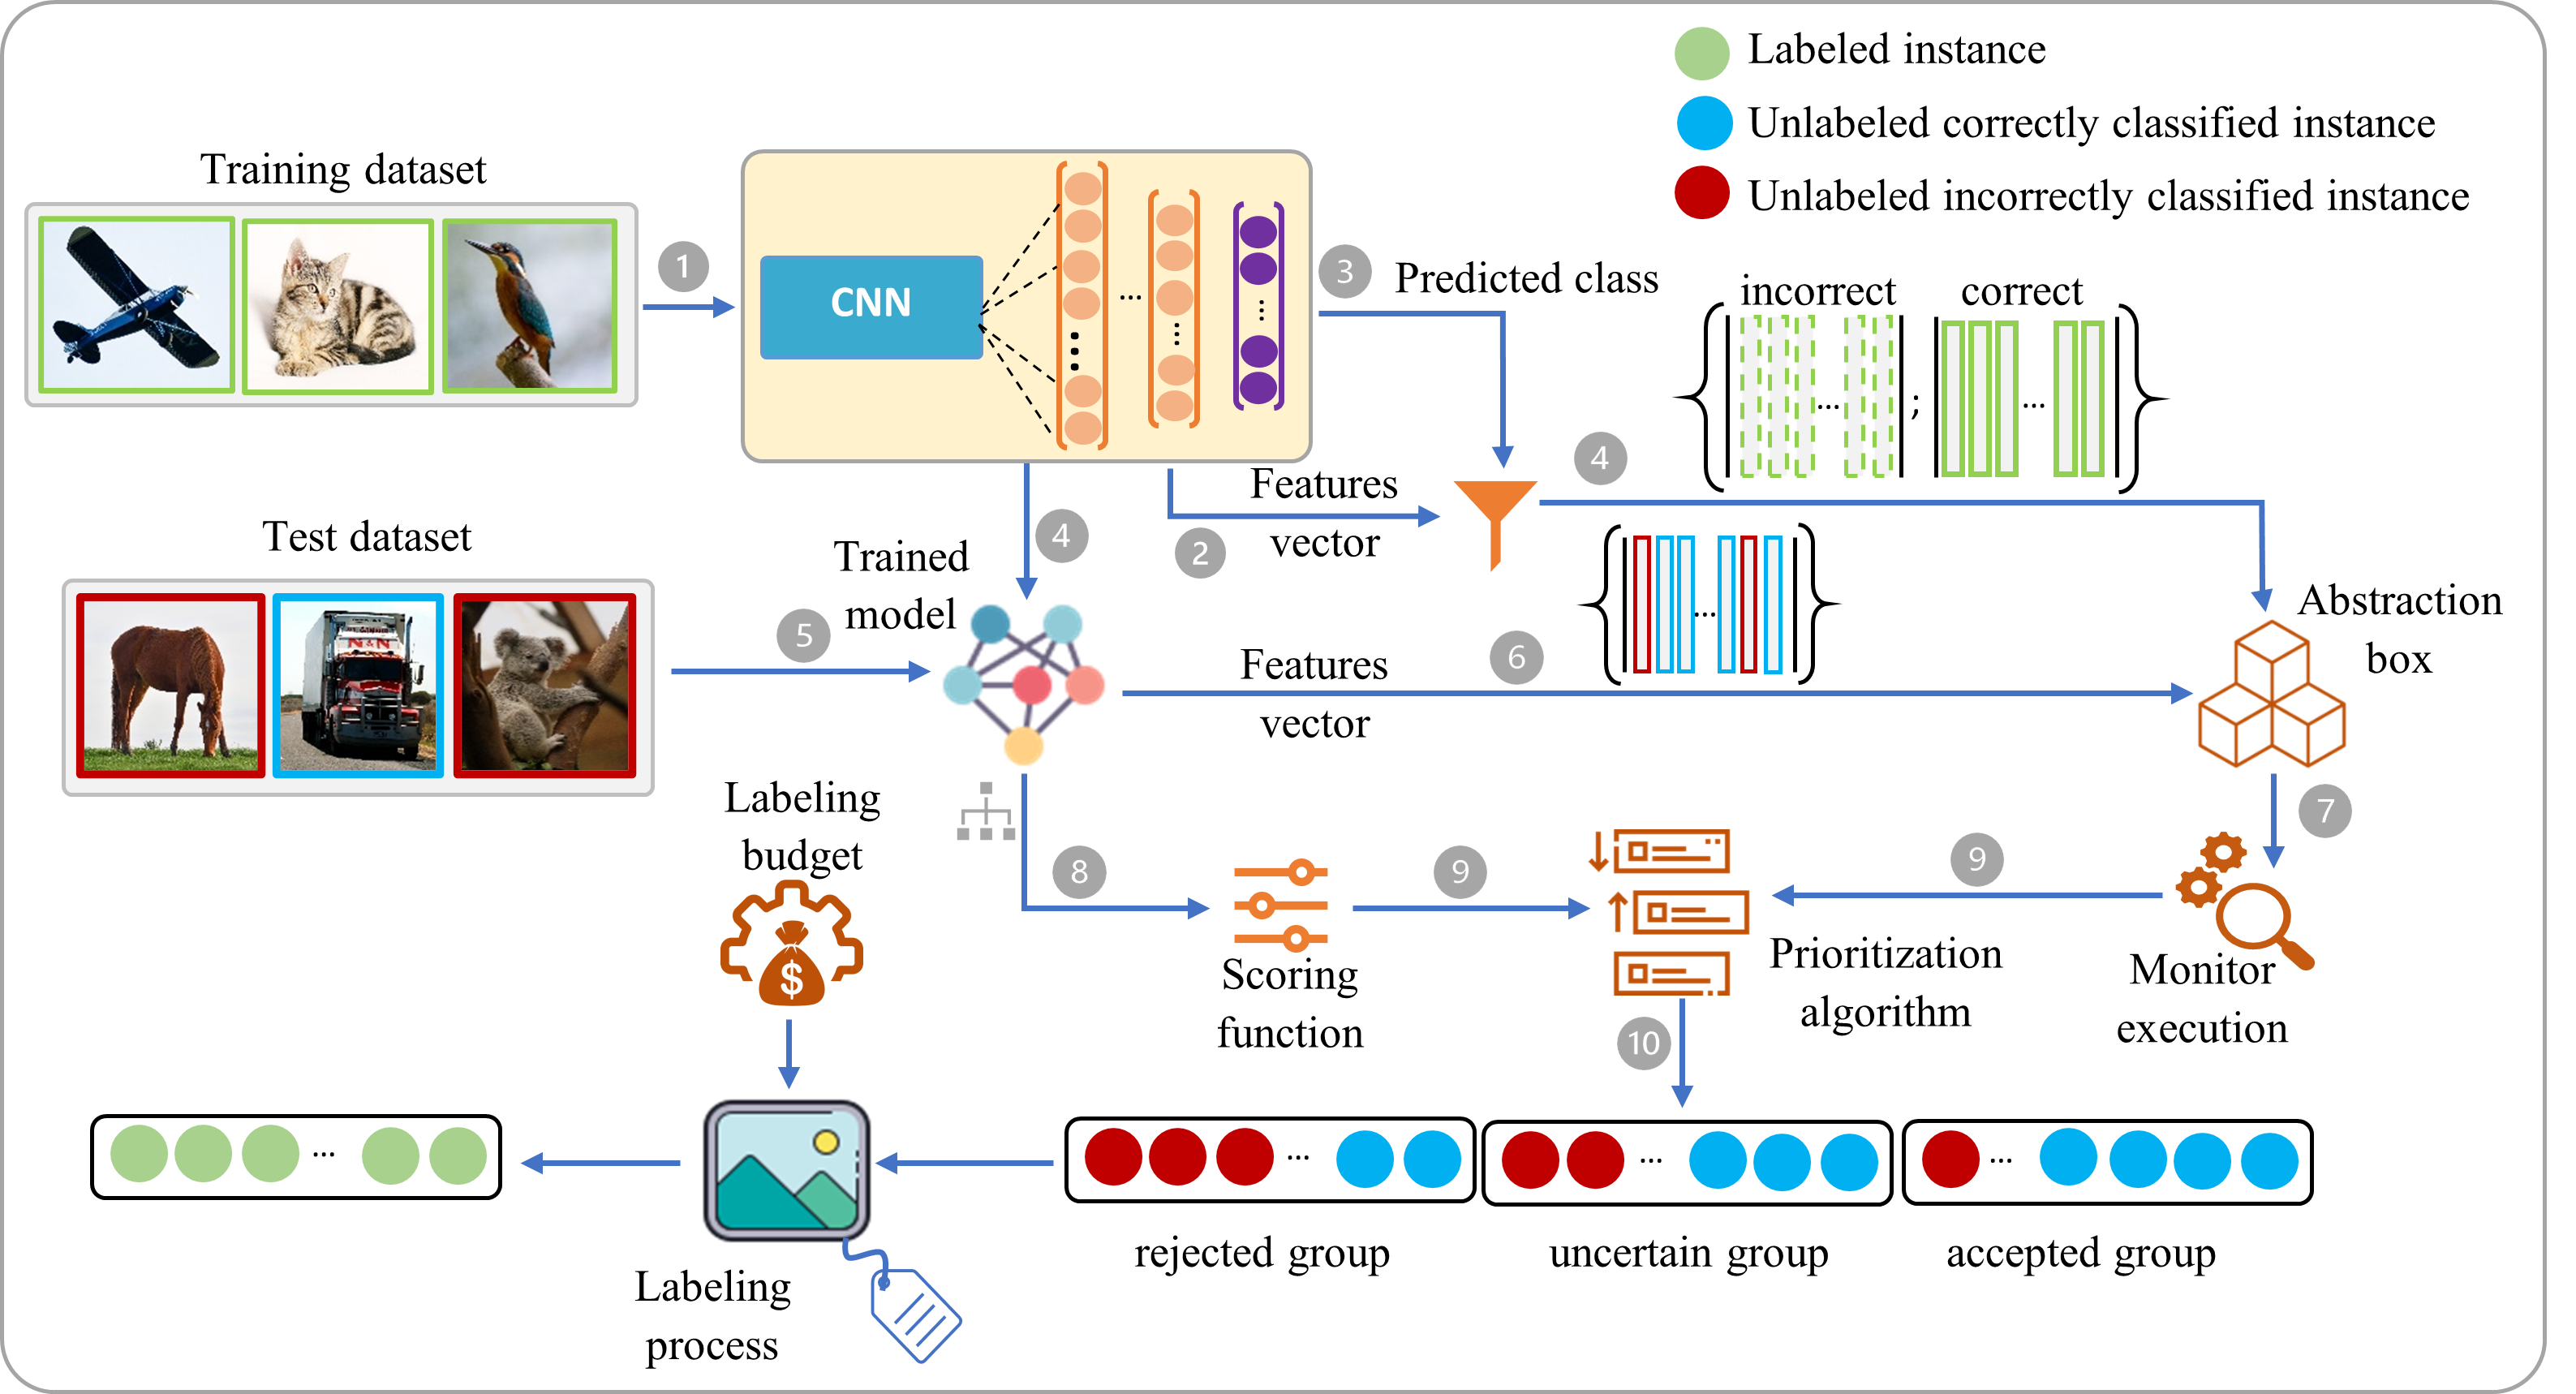 Labeled instance
Unlabeled correctly classified instance
Unlabeled incorrectly classified instance
Training dataset
1
CNN
...
3
Predicted class
incorrect
correct
...
;
...
4
Features
vector
2
4
Test dataset
Trained
model
5
N&N
Features
vector
6
...
Abstraction
box
7
Labeling
budget
$
8
Scoring
function
9
Prioritization
algorithm
9
Monitor
execution
10
...
...
...
...
rejected group
uncertain group
accepted group
Labeling
process